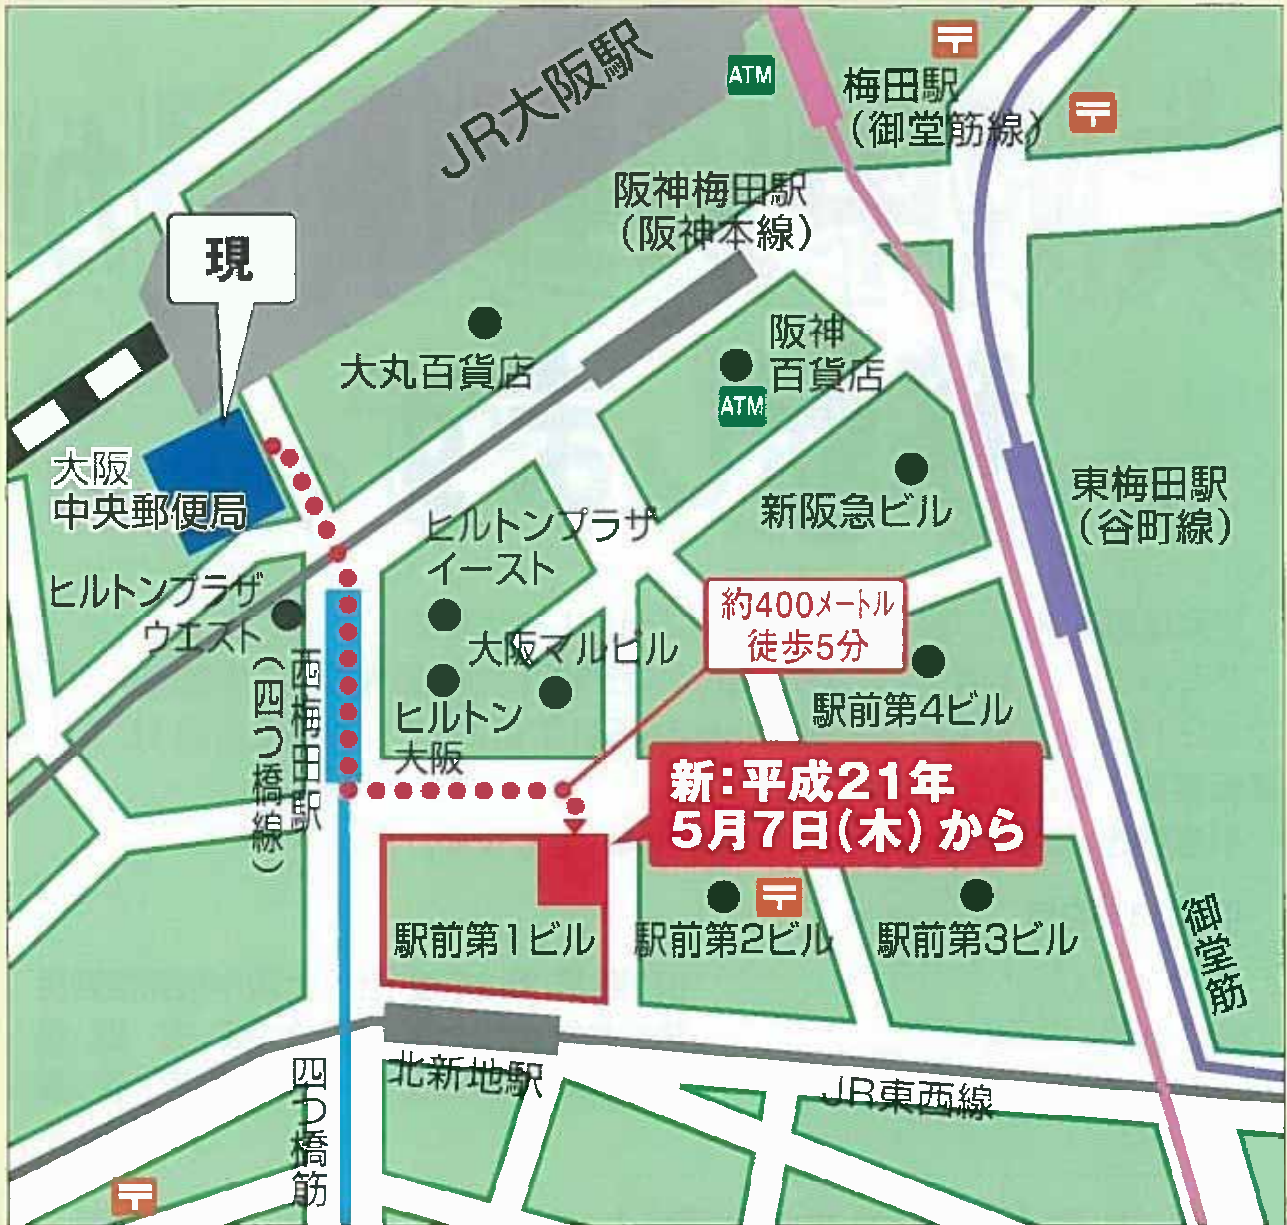 JR大阪駅
ATM
梅田駅
（御堂筋線）
阪神梅田駅
（阪神本線）
現
大丸百貨店
阪神
百貨店
ATM
大阪
中央郵便局
新阪急ビル
東梅田駅
（谷町線）
ヒルトンプラザ
イースト
ヒルトンプラザ
ウエスト
約400メートル
徒歩5分
大阪マルビル
西梅田駅
（四つ橋線）
ヒルトン
大阪
駅前第4ビル
新：平成21年
5月7日（木）から
駅前第1ビル
駅前第2ビル
駅前第3ビル
御堂筋
北新地駅
JR東西線
四つ橋筋